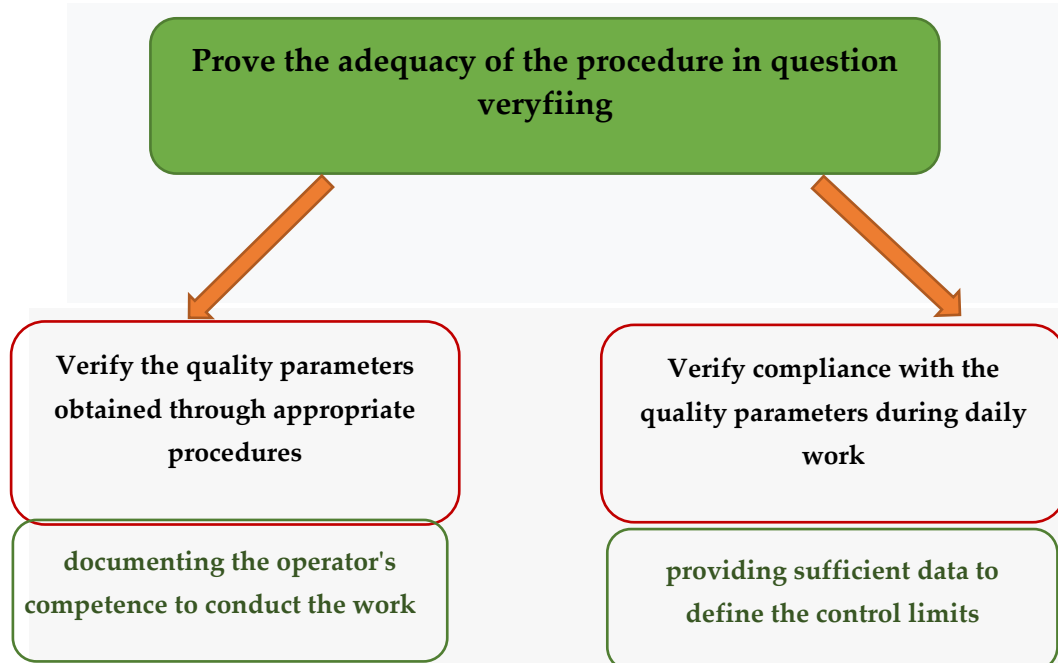 Prove the adequacy of the procedure in question
veryfiing
Verify the quality parameters
obtained through appropriate
procedures
documenting the operator's
competence to conduct the work
Verify compliance with the
quality parameters during daily
work
providing sufficient data to
define the control limits